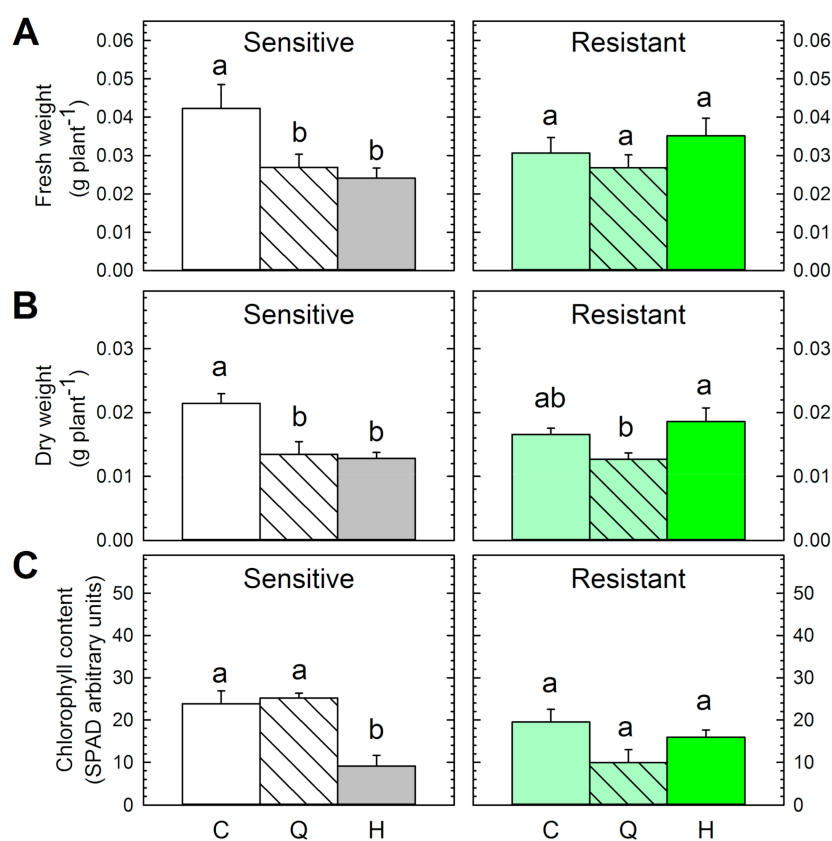 A
Sensitive
Resistant
0.06
0.05
0.04
0.03
0.02
0.01
0.00
Fresh weight
(g plant⁻¹)
a
b
b
a
a
a
0.06
0.05
0.04
0.03
0.02
0.01
0.00
B
Sensitive
Resistant
0.03
0.02
0.01
0.00
Dry weight
(g plant⁻¹)
a
b
b
ab
b
a
0.03
0.02
0.01
0.00
C
Sensitive
Resistant
50
40
30
20
10
0
Chlorophyll content
(SPAD arbitrary units)
a
a
b
a
a
a
50
40
30
20
10
0
C
Q
H
C
Q
H